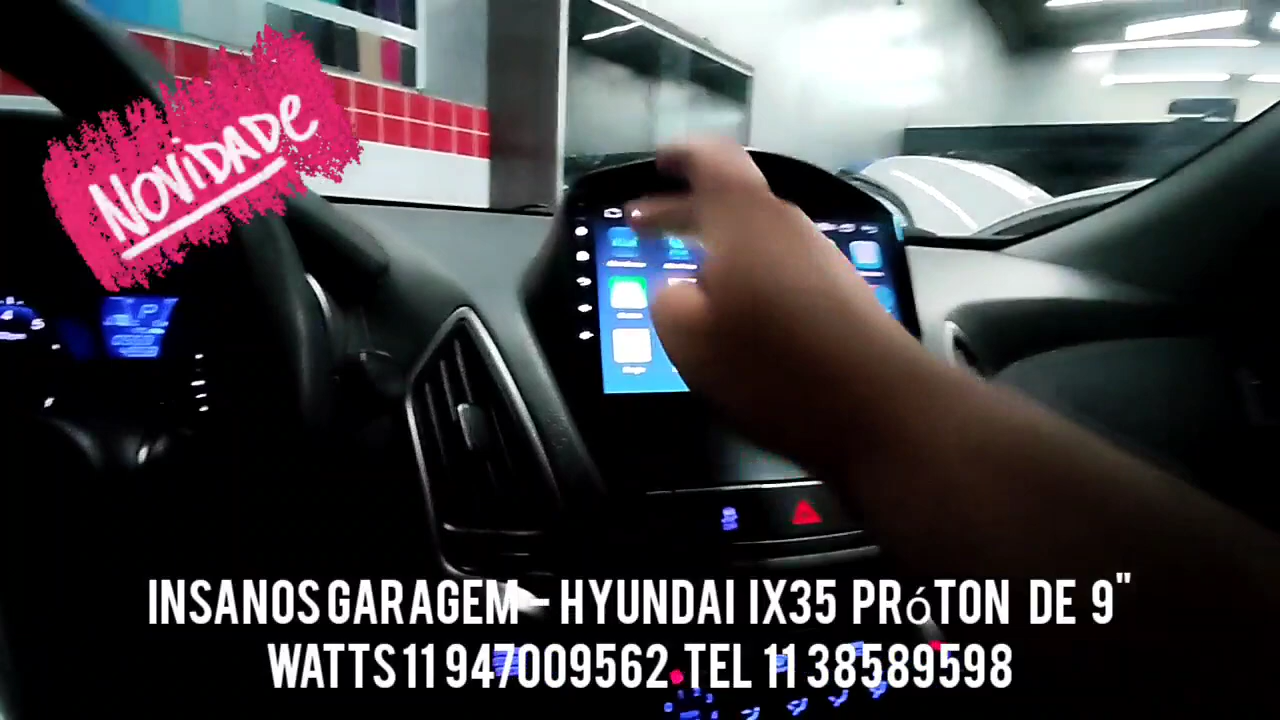 NOVIDADE
P
INSANOS GARAGEM - HYUNDAI IX35 PRóTON DE 9"
WATTS 11 947009562 TEL 11 38589598